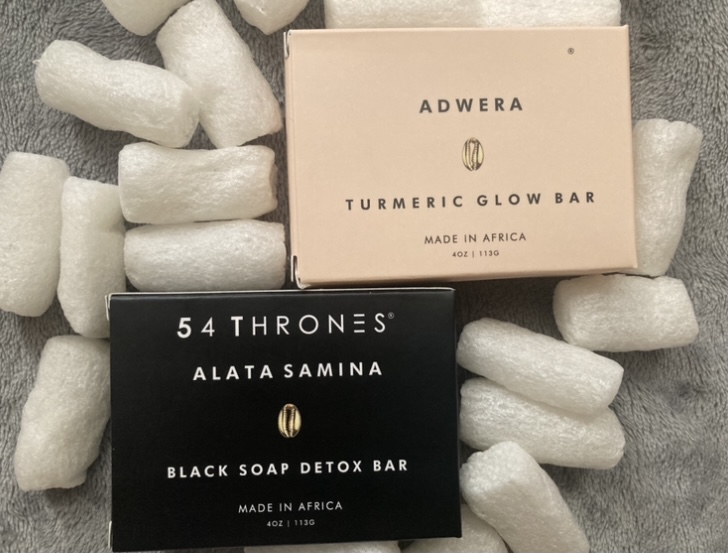 ®
ADWERA
TURMERIC GLOW BAR
MADE IN AFRICA
4OZ | 113G
54 THRONES®
ALATA SAMINA
BLACK SOAP DETOX BAR
MADE IN AFRICA
4OZ | 113G